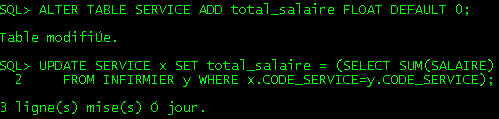 SQL> ALTER TABLE SERVICE ADD total_salaire FLOAT DEFAULT 0;
Table modifiÚe.
SQL> UPDATE SERVICE x SET total_salaire = (SELECT SUM(SALAIRE)
2 FROM INFIRMIER y WHERE x.CODE_SERVICE=y.CODE_SERVICE);
3 ligne(s) mise(s) Ó jour.